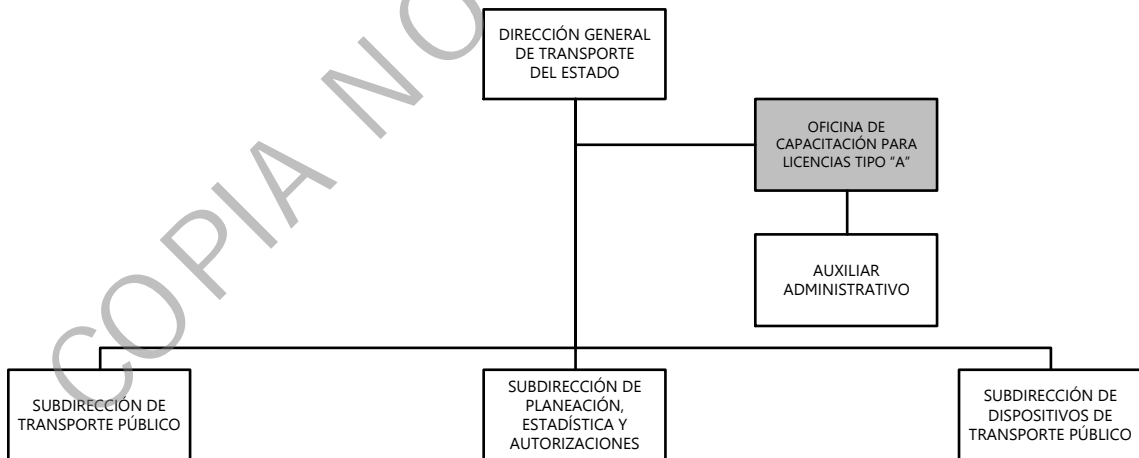 DIRECCIÓN GENERAL
DE TRANSPORTE
DEL ESTADO
OFICINA DE
CAPACITACIÓN PARA
LICENCIAS TIPO “A”
AUXILIAR
ADMINISTRATIVO
SUBDIRECCIÓN DE
TRANSPORTE PÚBLICO
SUBDIRECCIÓN DE
PLANEACIÓN,
ESTADÍSTICA Y
AUTORIZACIONES
SUBDIRECCIÓN DE
DISPOSITIVOS DE
TRANSPORTE PÚBLICO
COPIA NO